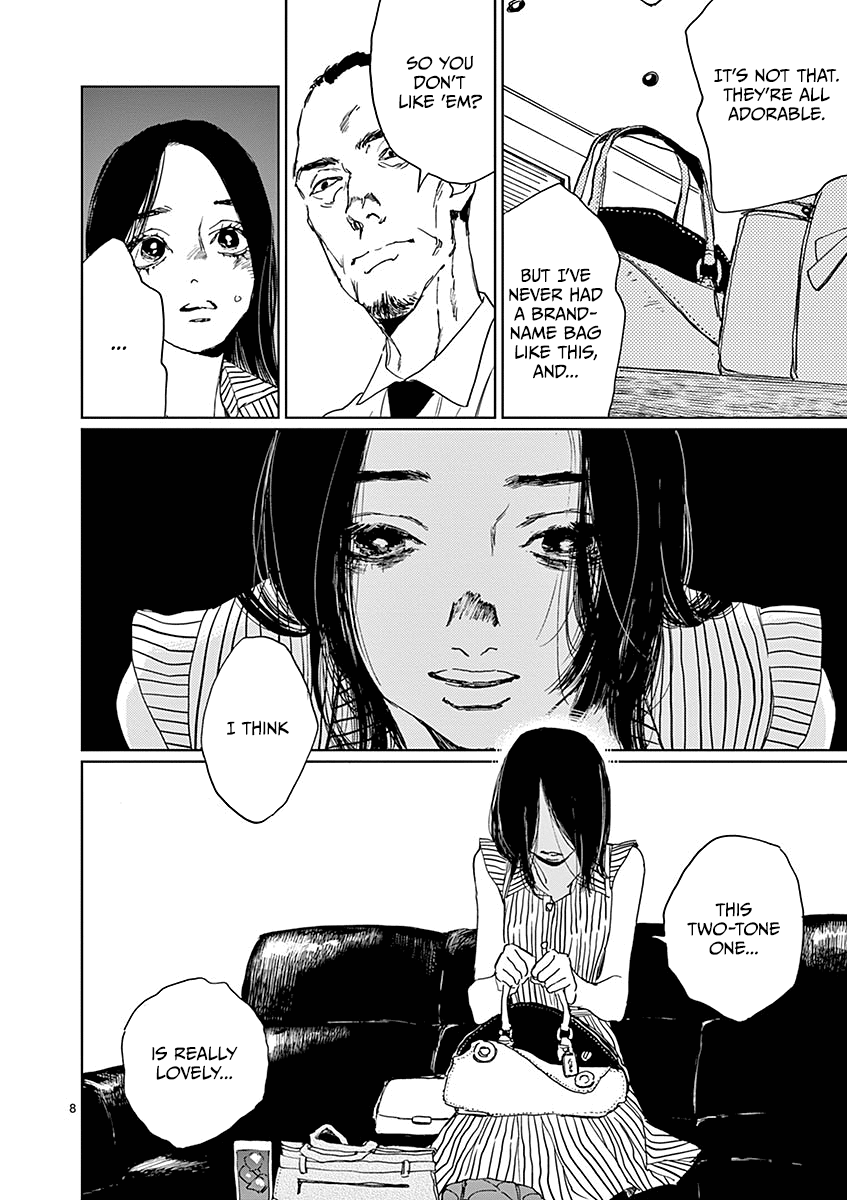 IT'S NOT THAT.
THEY'RE ALL
ADORABLE.
BUT I'VE
NEVER HAD
A BRAND-
NAME BAG
LIKE THIS,
AND...
SO YOU
DON'T
LIKE 'EM?
...
I THINK
THIS
TWO-TONE
ONE...
IS REALLY
LOVELY...
8